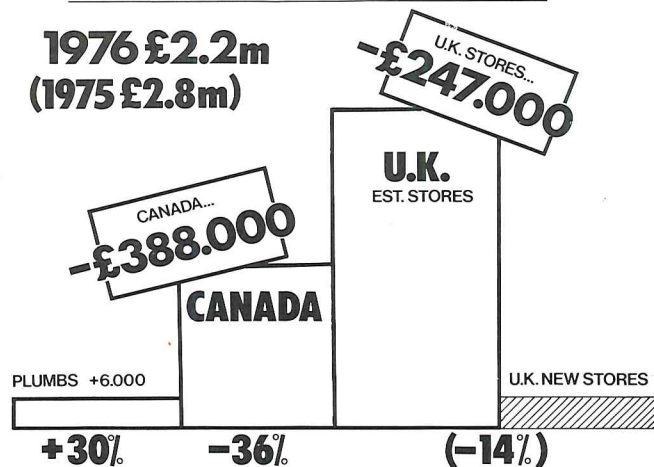 1976 £2.2m
(1975 £2.8m)
U.K. STORES...
-£247.000
U.K.
EST. STORES
CANADA...
-£388.000
CANADA
PLUMBS +6.000
U.K. NEW STORES
+30% -36% (-14%)